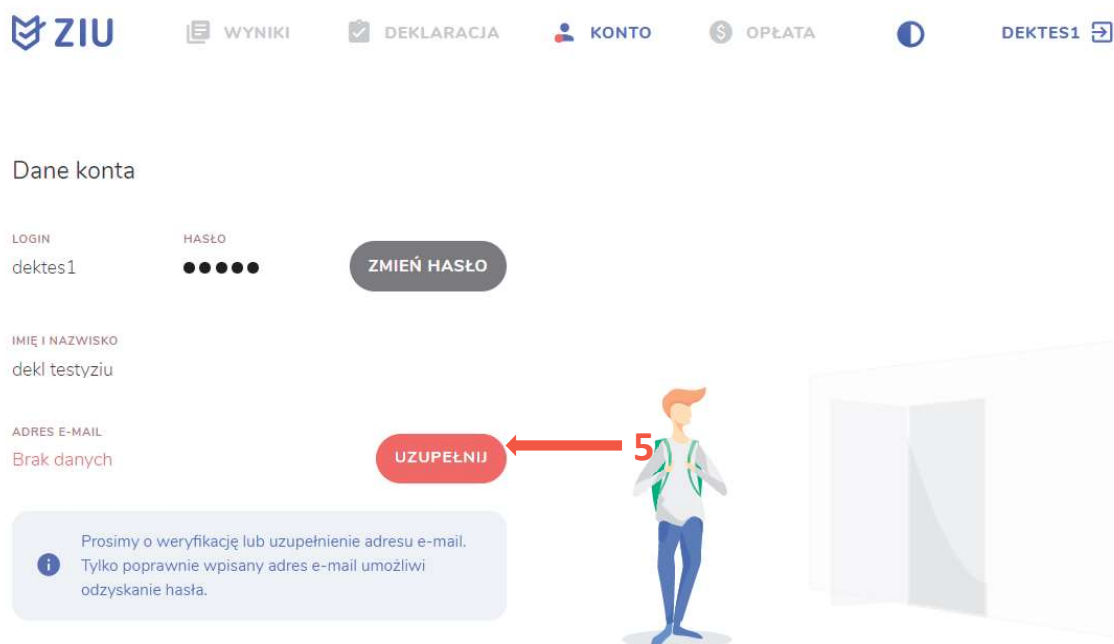 ZIU WYNIKI DEKLARACJA KONTO OPŁATA DEKTES1
Dane konta
LOGIN HASŁO
dektes1 ●●●●● ZMIEŃ HASŁO
IMIĘ I NAZWISKO
dekl testyziu
ADRES E-MAIL
Brak danych UZUPEŁNIJ 5
Prosimy o weryfikację lub uzupełnienie adresu e-mail.
Tylko poprawnie wpisany adres e-mail umożliwi
odzyskanie hasła.